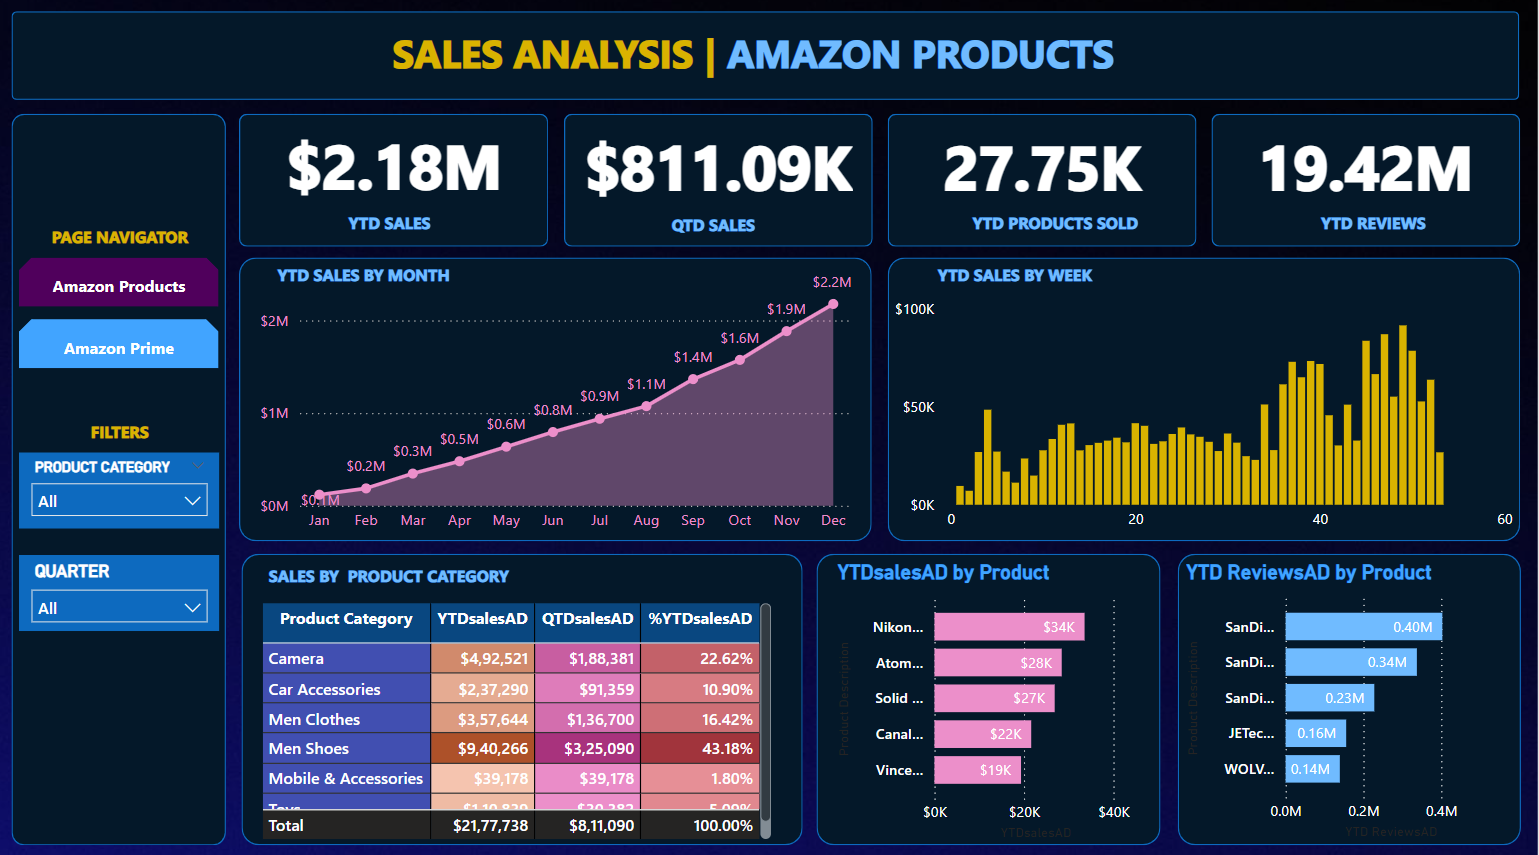 SALES ANALYSIS | AMAZON PRODUCTS
PAGE NAVIGATOR
Amazon Products
Amazon Prime
FILTERS
PRODUCT CATEGORY
All
QUARTER
All
$2.18M
YTD SALES
$811.09K
QTD SALES
27.75K
YTD PRODUCTS SOLD
19.42M
YTD REVIEWS
YTD SALES BY MONTH
$2M
$1M
$0M
$0.1M
$0.2M
$0.3M
$0.5M
$0.6M
$0.8M
$0.9M
$1.1M
$1.4M
$1.6M
$1.9M
$2.2M
Jan Feb Mar Apr May Jun Jul Aug Sep Oct Nov Dec
YTD SALES BY WEEK
$100K
$50K
$0K
0 20 40 60
SALES BY PRODUCT CATEGORY
Product Category YTDsalesAD QTDsalesAD %YTDsalesAD
Camera $4,92,521 $1,88,381 22.62%
Car Accessories $2,37,290 $91,359 10.90%
Men Clothes $3,57,644 $1,36,700 16.42%
Men Shoes $9,40,266 $3,25,090 43.18%
Mobile & Accessories $39,178 $39,178 1.80%
Toys
Total $21,77,738 $8,11,090 100.00%
YTDsalesAD by Product
Product Description
Nikon... $34K
Atom... $28K
Solid ... $27K
Canal... $22K
Vince... $19K
$0K $20K $40K
YTDsalesAD
YTD ReviewsAD by Product
Product Description
SanDi... 0.40M
SanDi... 0.34M
SanDi... 0.23M
JETec... 0.16M
WOLV... 0.14M
0.0M 0.2M 0.4M
YTD ReviewsAD